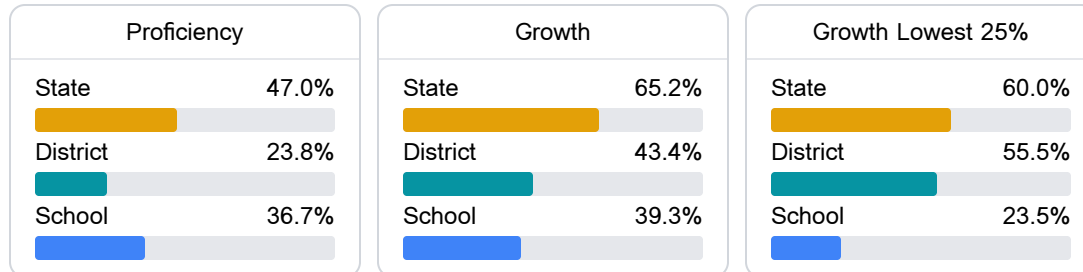 Proficiency
State 47.0%
District 23.8%
School 36.7%
Growth
State 65.2%
District 43.4%
School 39.3%
Growth Lowest 25%
State 60.0%
District 55.5%
School 23.5%